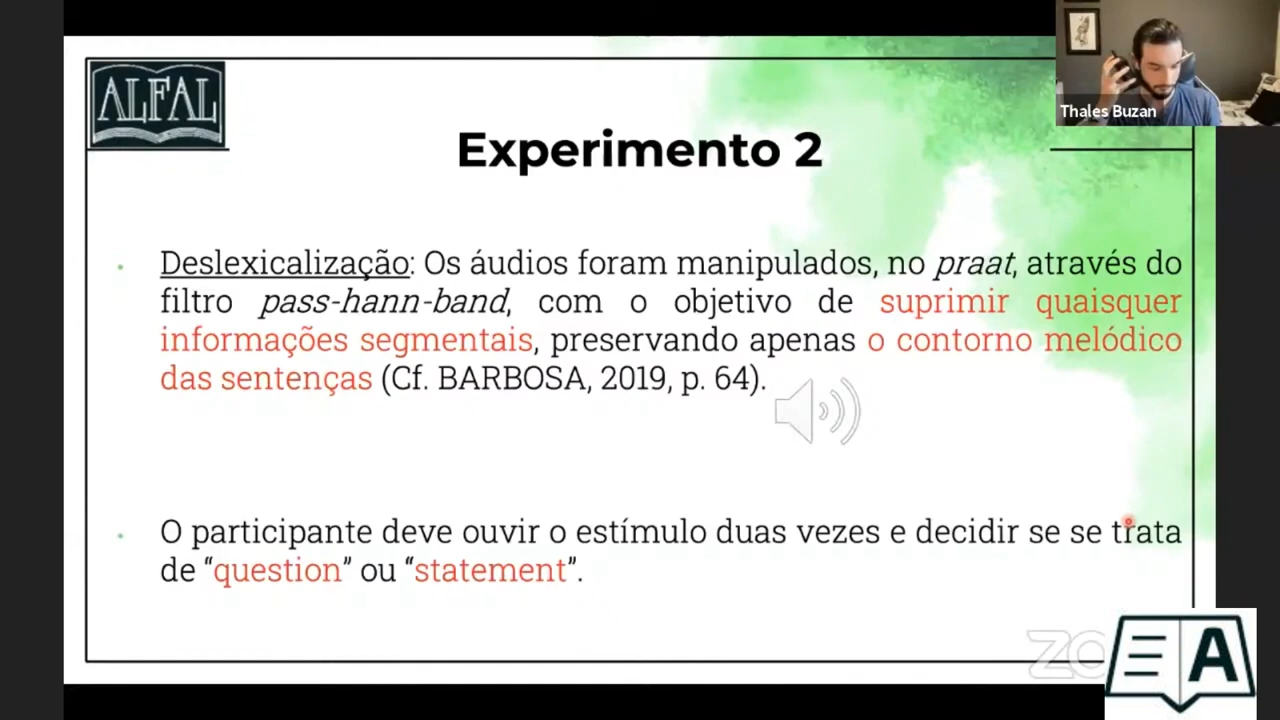 ALFAL
Thales Buzan
Experimento 2
Deslexicalização: Os áudios foram manipulados, no praat, através do
filtro pass-hann-band, com o objetivo de suprimir quaisquer
informações segmentais, preservando apenas o contorno melódico
das sentenças (Cf. BARBOSA, 2019, p. 64).
O participante deve ouvir o estímulo duas vezes e decidir se se trata
de “question” ou “statement”.
A